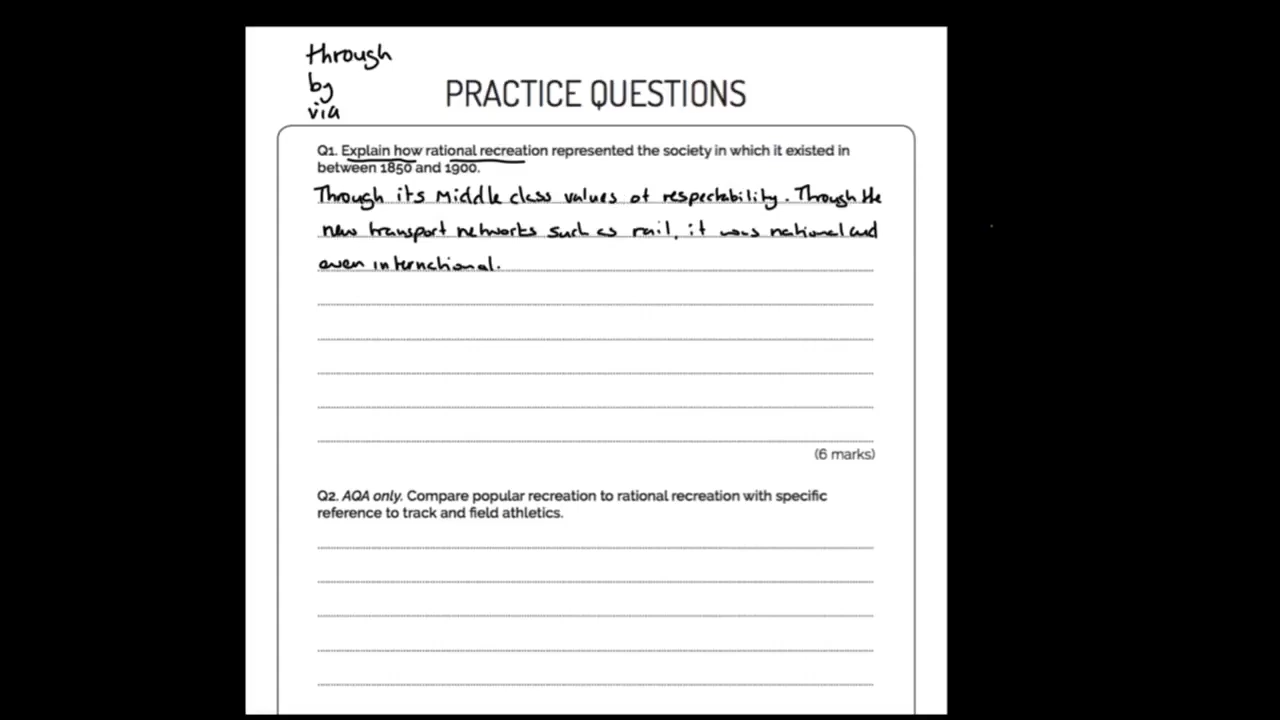 through
by
via
PRACTICE QUESTIONS
Q1. Explain how rational recreation represented the society in which it existed in
between 1850 and 1900.
Through its Middle class values of respectability. Through the
new transport networks such as rail, it was national and
even international.
(6 marks)
Q2. AQA only. Compare popular recreation to rational recreation with specific
reference to track and field athletics.